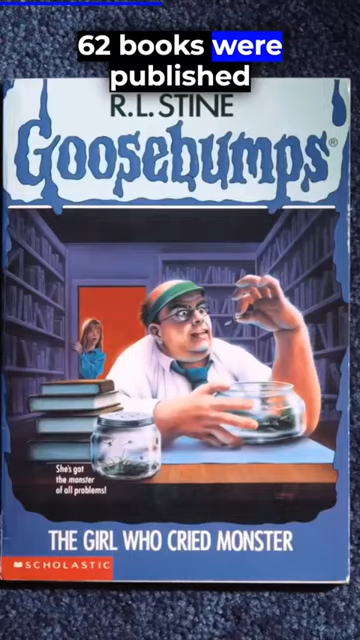 62 books were
published
R.L. STINE
Goosebumps®
She's got
the monster
of all problems!
THE GIRL WHO CRIED MONSTER
SCHOLASTIC